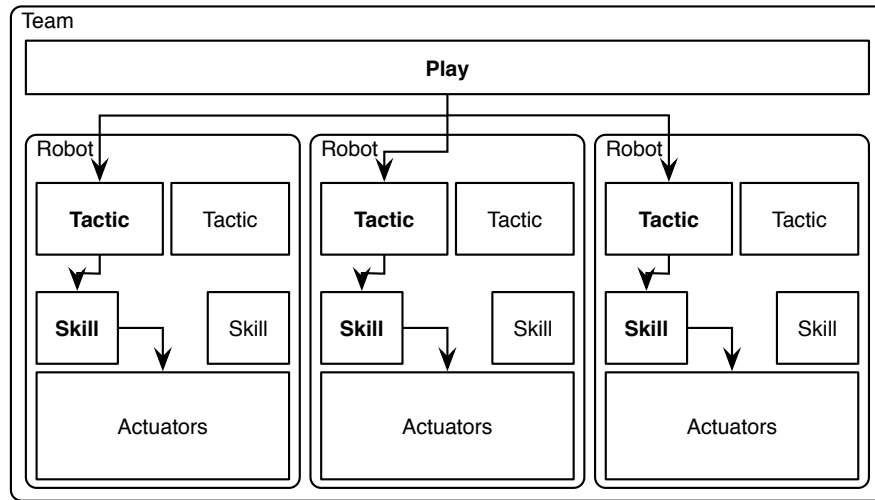 Team
Play
Robot Robot Robot
Tactic Tactic Tactic Tactic Tactic Tactic
Skill Skill Skill Skill Skill Skill
Actuators Actuators Actuators